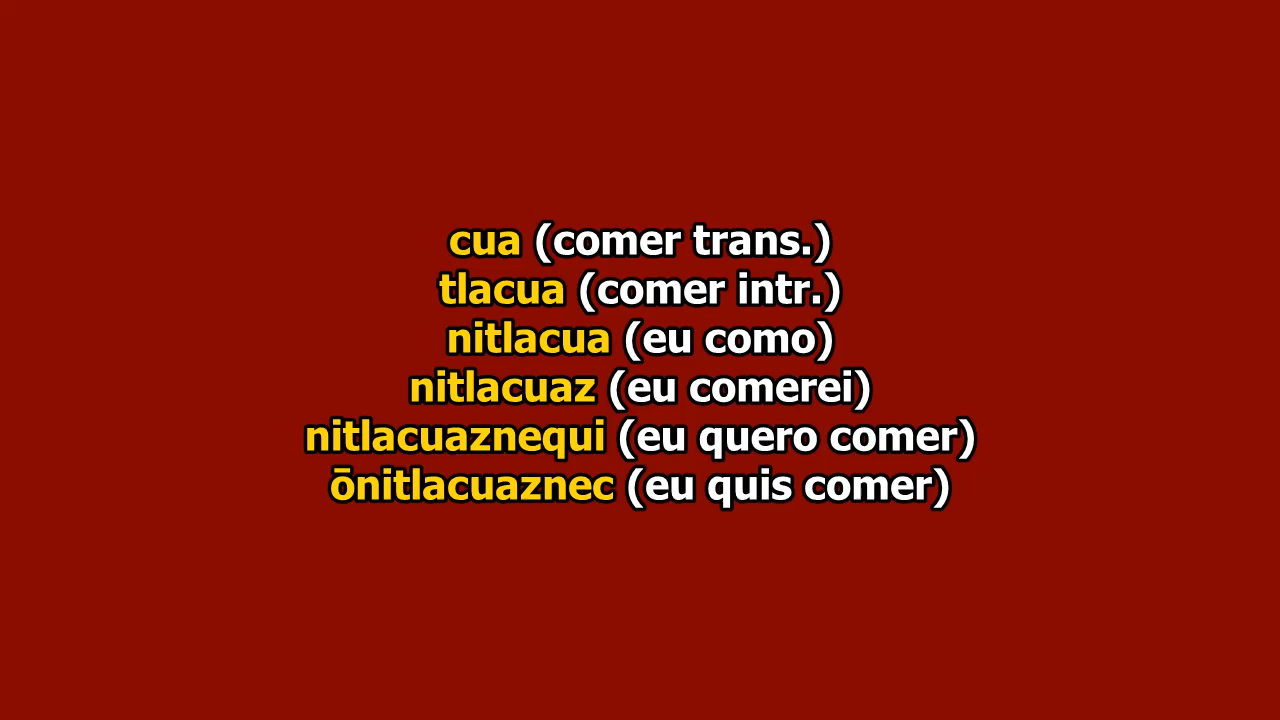 cua (comer trans.)
tlacua (comer intr.)
nitlacua (eu como)
nitlacuaz (eu comerei)
nitlacuaznequi (eu quero comer)
ōnitlacuaznec (eu quis comer)